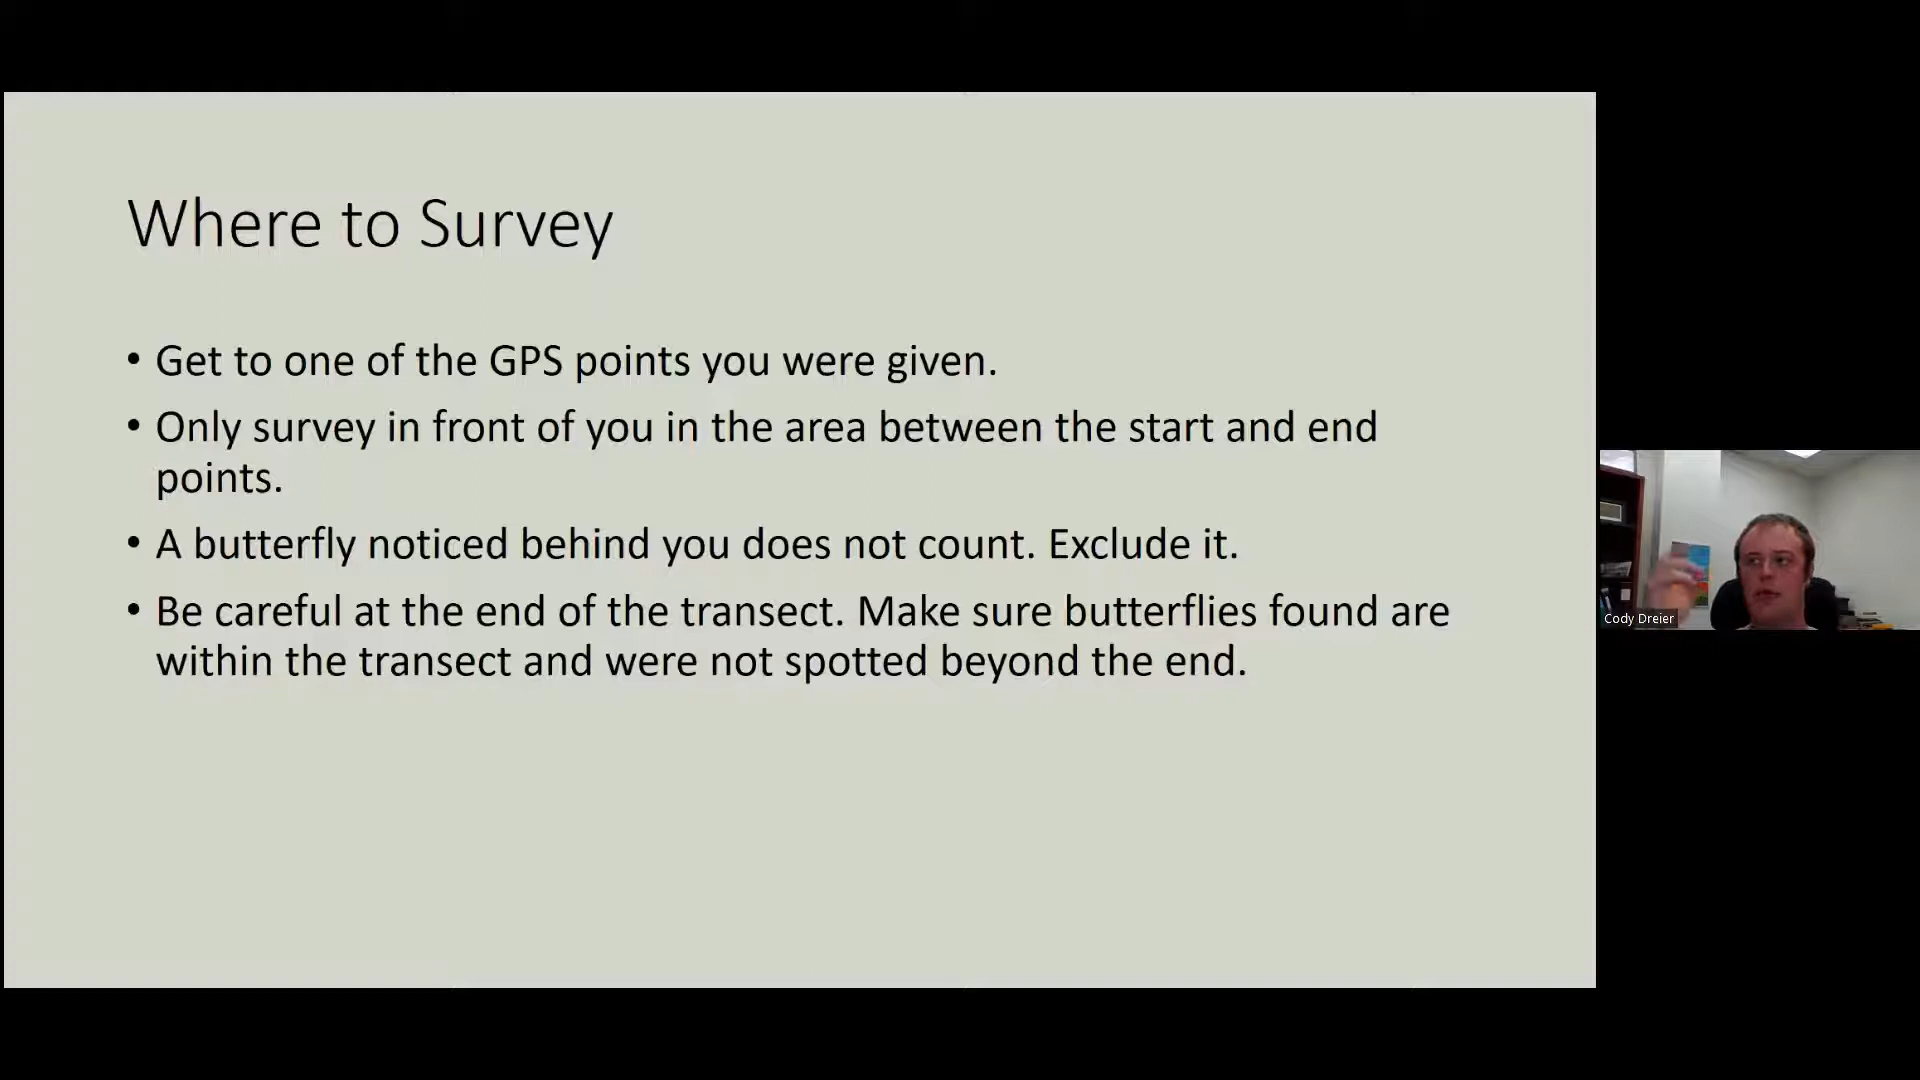 Where to Survey
• Get to one of the GPS points you were given.
• Only survey in front of you in the area between the start and end
points.
• A butterfly noticed behind you does not count. Exclude it.
• Be careful at the end of the transect. Make sure butterflies found are
within the transect and were not spotted beyond the end.
Cody Dreier